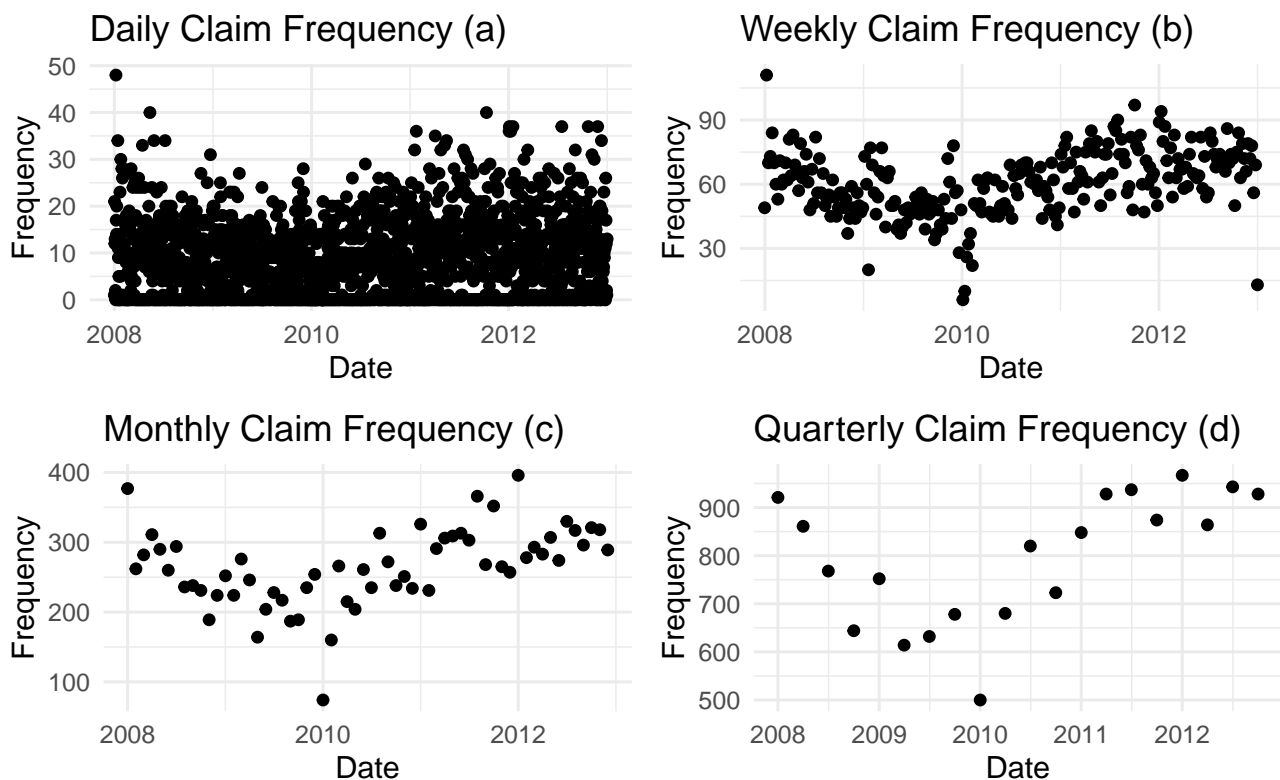 Daily Claim Frequency (a)
Frequency
50
40
30
20
10
0
2008
2010
2012
Date
Weekly Claim Frequency (b)
Frequency
90
60
30
2008
2010
2012
Date
Monthly Claim Frequency (c)
Frequency
400
300
200
100
2008
2010
2012
Date
Quarterly Claim Frequency (d)
Frequency
900
800
700
600
500
2008
2009
2010
2011
2012
Date